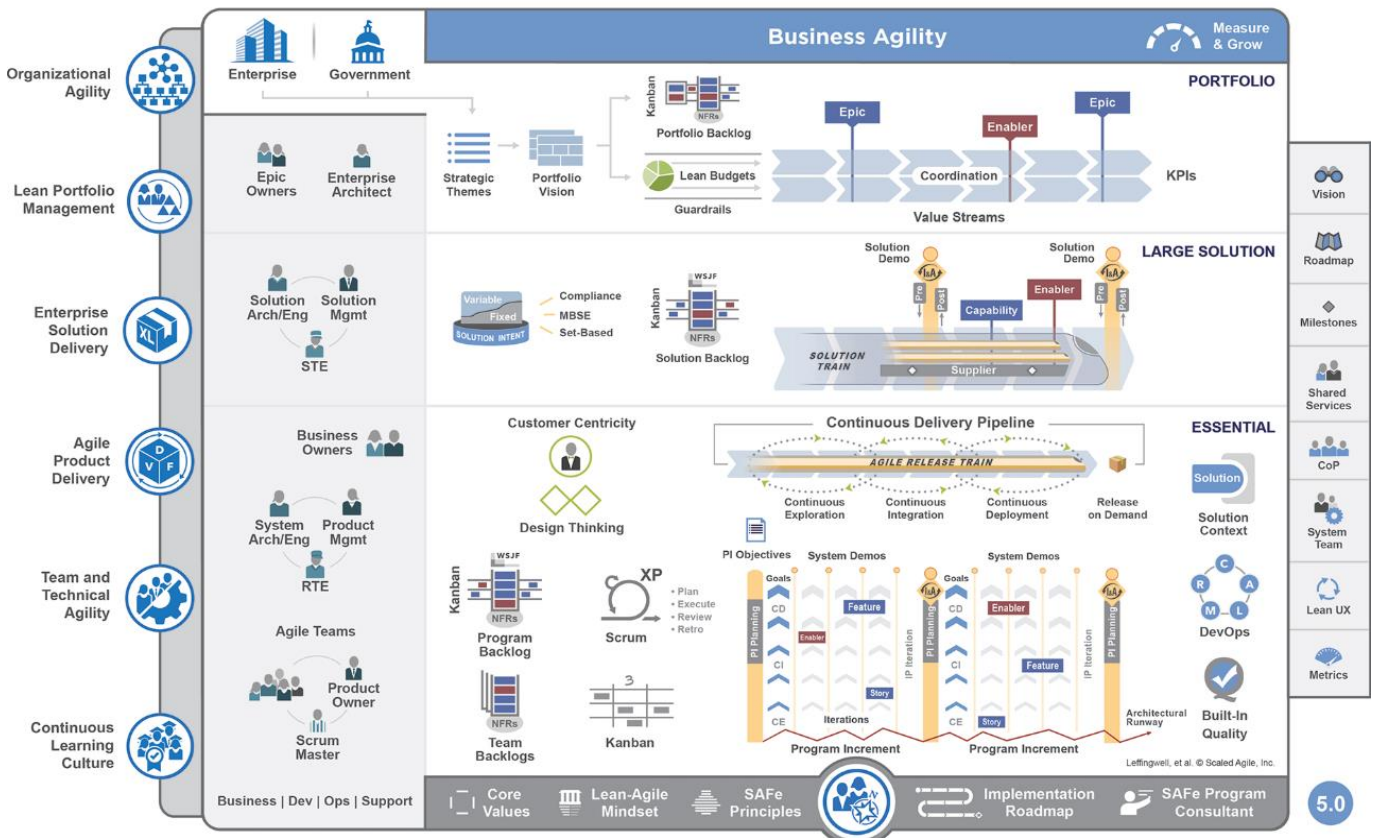 Business Agility
Measure
& Grow
Enterprise
Government
Organizational
Agility
Lean Portfolio
Management
Enterprise
Solution
Delivery
XL
Agile
Product
Delivery
D
V
F
Team and
Technical
Agility
Continuous
Learning
Culture
Epic
Owners
Enterprise
Architect
PORTFOLIO
Strategic
Themes
Portfolio
Vision
Kanban
NFRs
Portfolio Backlog
Lean Budgets
Guardrails
Epic
Enabler
Epic
Coordination
KPIs
Value Streams
Solution
Arch/Eng
Solution
Mgmt
STE
LARGE SOLUTION
Variable
Fixed
SOLUTION INTENT
Compliance
MBSE
Set-Based
WSJF
Kanban
NFRs
Solution Backlog
Solution
Demo
I&A
Pre
Post
Capability
Enabler
Solution
Demo
I&A
Pre
Post
SOLUTION
TRAIN
Supplier
Business
Owners
System
Arch/Eng
Product
Mgmt
RTE
Agile Teams
Product
Owner
Scrum
Master
Business | Dev | Ops | Support
ESSENTIAL
Customer Centricity
Design Thinking
Continuous Delivery Pipeline
AGILE RELEASE TRAIN
Continuous
Exploration
Continuous
Integration
Continuous
Deployment
Release
on Demand
Solution
Solution
Context
WSJF
Kanban
NFRs
Program
Backlog
XP
• Plan
• Execute
• Review
• Retro
Scrum
NFRs
Team
Backlogs
3
Kanban
PI Objectives
System Demos
System Demos
Goals
CD
CI
CE
PI Planning
Enabler
Feature
Story
Iterations
IP Iteration
I&A
PI Planning
Goals
CD
CI
CE
Enabler
Feature
Story
IP Iteration
I&A
PI Planning
Program Increment
Program Increment
Architectural
Runway
C
A
L
M
R
DevOps
Built-In
Quality
Leffingwell, et al. © Scaled Agile, Inc.
Vision
Roadmap
Milestones
Shared
Services
CoP
System
Team
Lean UX
Metrics
Core
Values
Lean-Agile
Mindset
SAFe
Principles
N
Implementation
Roadmap
SAFe Program
Consultant
5.0